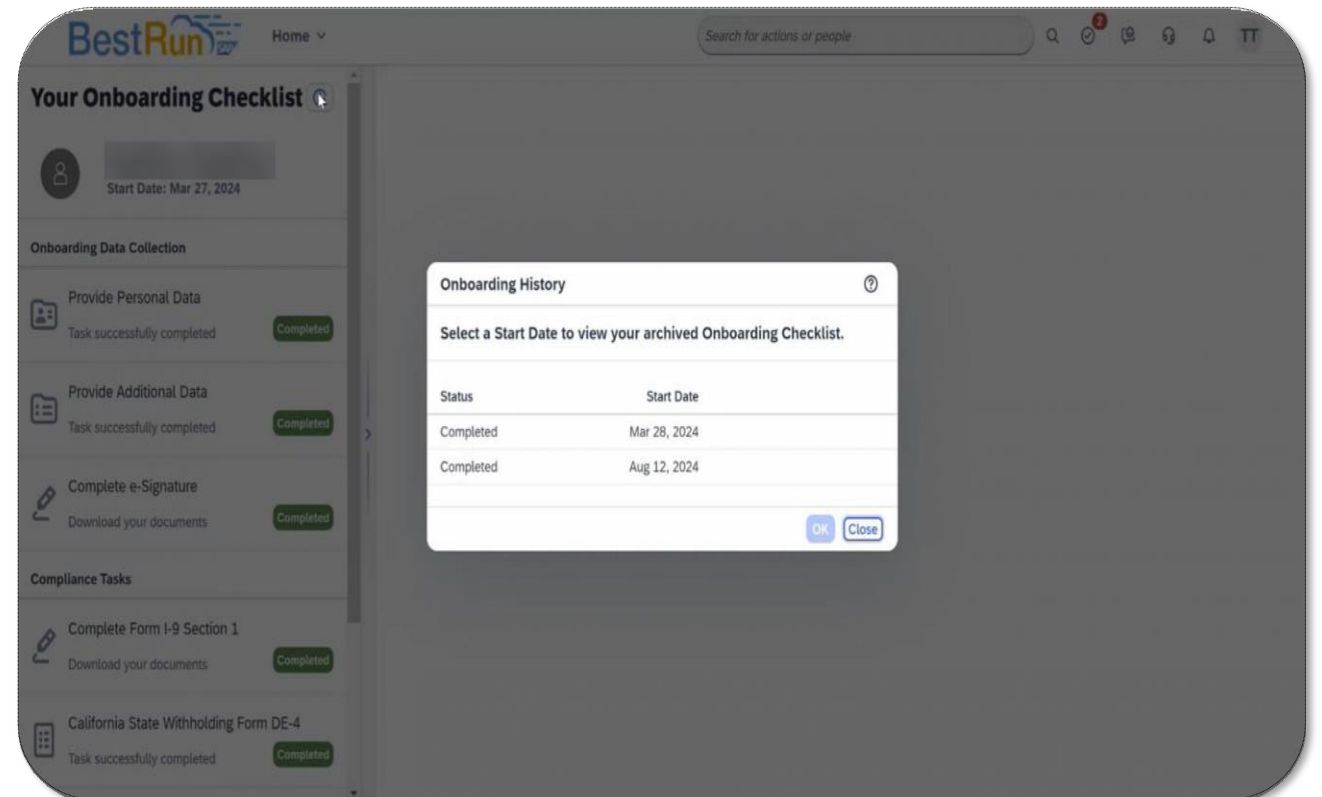 BestRun SAP Home
Search for actions or people
2
TT
Your Onboarding Checklist
Start Date: Mar 27, 2024
Onboarding Data Collection
Provide Personal Data
Task successfully completed Completed
Provide Additional Data
Task successfully completed Completed
Complete e-Signature
Download your documents Completed
Compliance Tasks
Complete Form I-9 Section 1
Download your documents Completed
California State Withholding Form DE-4
Task successfully completed Completed
Onboarding History
Select a Start Date to view your archived Onboarding Checklist.
Status Start Date
Completed Mar 28, 2024
Completed Aug 12, 2024
OK Close